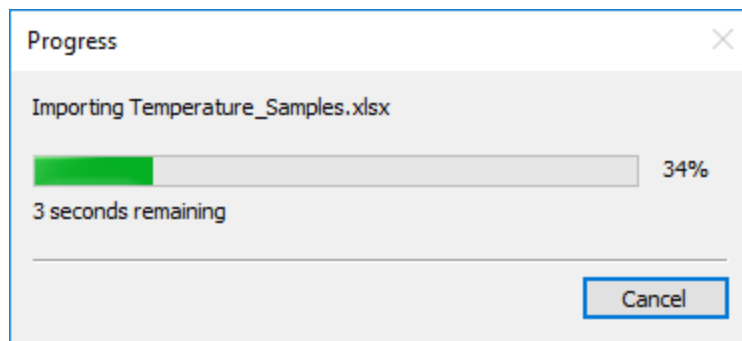 Progress
Importing Temperature_Samples.xlsx
34%
3 seconds remaining
Cancel